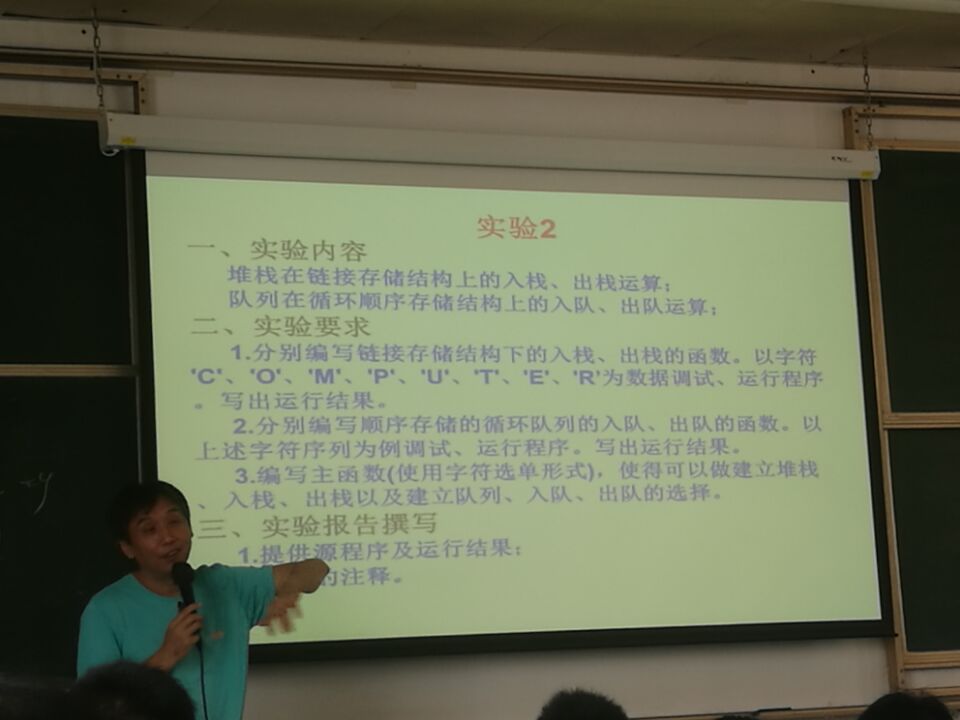 实验2
一、实验内容
堆栈在链接存储结构上的入栈、出栈运算；
队列在循环顺序存储结构上的入队、出队运算；
二、实验要求
1.分别编写链接存储结构下的入栈、出栈的函数。以字符
'C'、'O'、'M'、'P'、'U'、'T'、'E'、'R'为数据调试、运行程序
。写出运行结果。
2.分别编写顺序存储的循环队列的入队、出队的函数。以
上述字符序列为例调试、运行程序。写出运行结果。
3.编写主函数(使用字符选单形式)，使得可以做建立堆栈
、入栈、出栈以及建立队列、入队、出队的选择。
三、实验报告撰写
1.提供源程序及运行结果；
的注释。